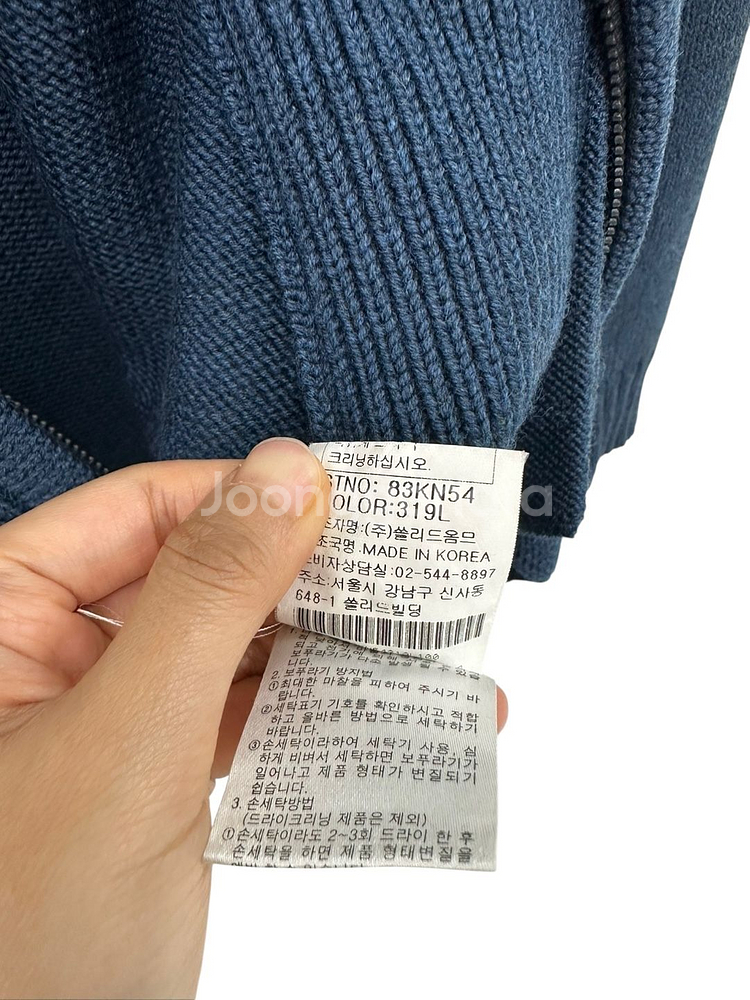 크리닝하십시오.
STNO: 83KN54
OLOR:319L
조자명:(주)쏠리드옴므
조국명.MADE IN KOREA
비자상담실:02-544-8897
주소:서울시 강남구 신사동
648-1 쏠리드빌딩
니다.
2. 보푸라기 방지법
①최대한 마찰을 피하여 주시기 바
랍니다.
②세탁표기 기호를 확인하시고 적합
하고 올바른 방법으로 세탁하기
바랍니다.
③손세탁이라하여 세탁기 사용, 심
하게 비벼서 세탁하면 보푸라기가
일어나고 제품 형태가 변질되기
쉽습니다.
3. 손세탁방법
(드라이크리닝 제품은 제외)
①손세탁이라도 2~3회 드라이 한 후
손세탁을 하면 제품 형태변질을